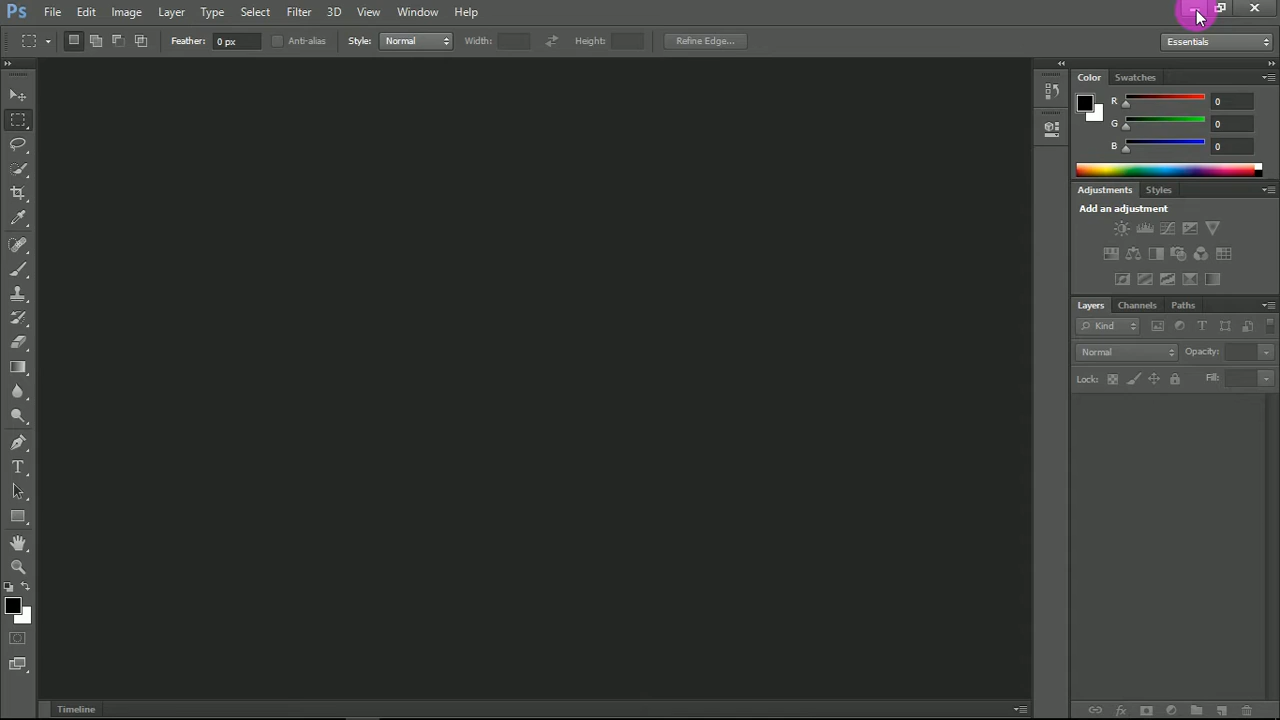 Ps File Edit Image Layer Type Select Filter 3D View Window Help
Feather: 0 px Anti-alias Style: Normal Width: Height: Refine Edge... Essentials
Color Swatches
R 0
G 0
B 0
Adjustments Styles
Add an adjustment
Layers Channels Paths
Kind T
Normal Opacity:
Lock: Fill:
T
Timeline
fx